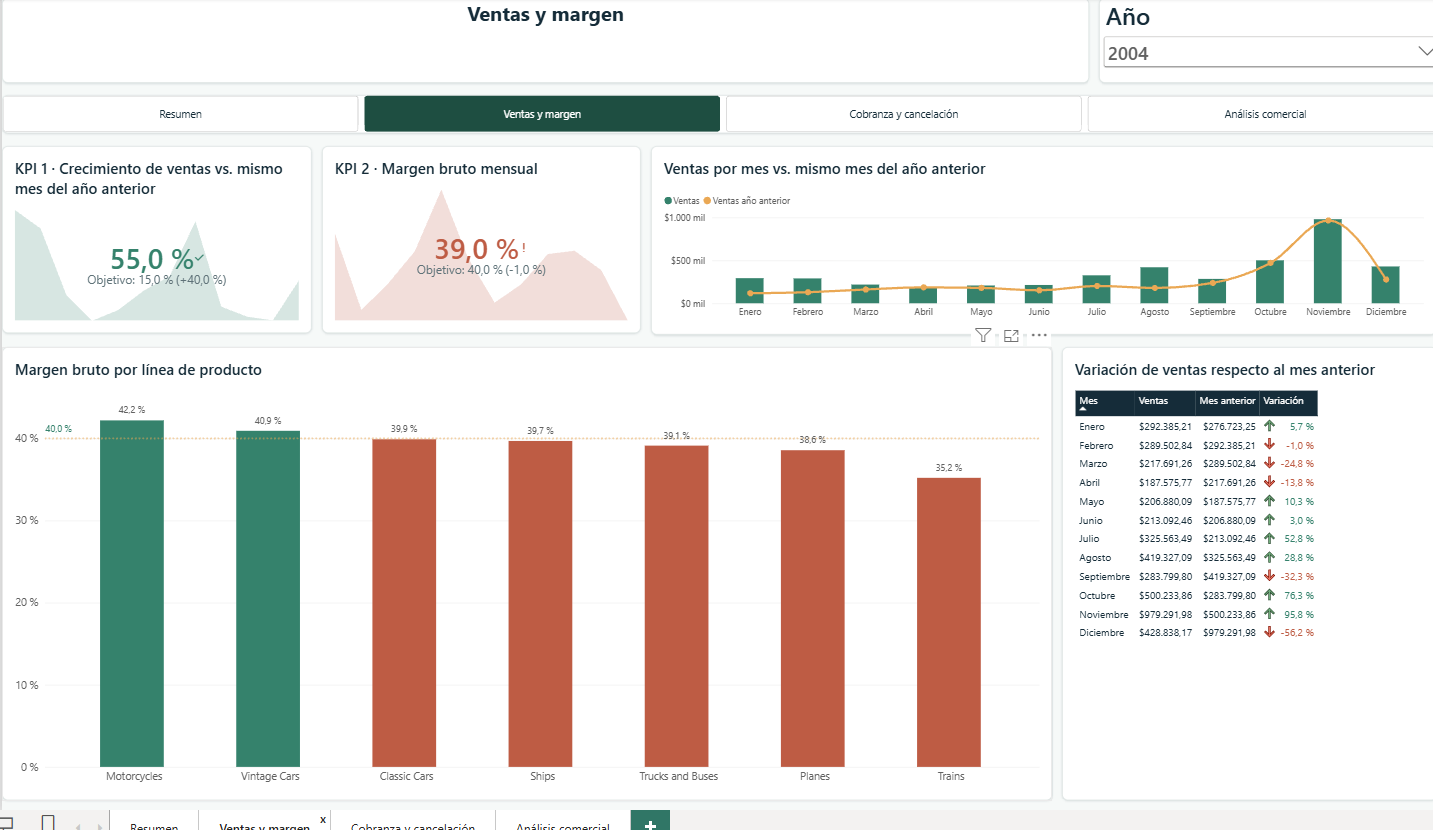 Ventas y margen
Año
2004
Resumen
Ventas y margen
Cobranza y cancelación
Análisis comercial
KPI 1 · Crecimiento de ventas vs. mismo
mes del año anterior
55,0 %
Objetivo: 15,0 % (+40,0 %)
KPI 2 · Margen bruto mensual
39,0 %!
Objetivo: 40,0 % (-1,0 %)
Ventas por mes vs. mismo mes del año anterior
Ventas Ventas año anterior
$1.000 mil
$500 mil
$0 mil
Enero Febrero Marzo Abril Mayo Junio Julio Agosto Septiembre Octubre Noviembre Diciembre
Margen bruto por línea de producto
42,2 % 40,9 % 39,9 % 39,7 % 39,1 % 38,6 % 35,2 %
40,0 %
40 %
30 %
20 %
10 %
0 %
Motorcycles Vintage Cars Classic Cars Ships Trucks and Buses Planes Trains
Variación de ventas respecto al mes anterior
Mes Ventas Mes anterior Variación
Enero $292.385,21 $276.723,25 5,7 %
Febrero $289.502,84 $292.385,21 -1,0 %
Marzo $217.691,26 $289.502,84 -24,8 %
Abril $187.575,77 $217.691,26 -13,8 %
Mayo $206.880,09 $187.575,77 10,3 %
Junio $213.092,46 $206.880,09 3,0 %
Julio $325.563,49 $213.092,46 52,8 %
Agosto $419.327,09 $325.563,49 28,8 %
Septiembre $283.799,80 $419.327,09 -32,3 %
Octubre $500.233,86 $283.799,80 76,3 %
Noviembre $979.291,98 $500.233,86 95,8 %
Diciembre $428.838,17 $979.291,98 -56,2 %
Resumen Ventas y margen x Cobranza y cancelación Análisis comercial +